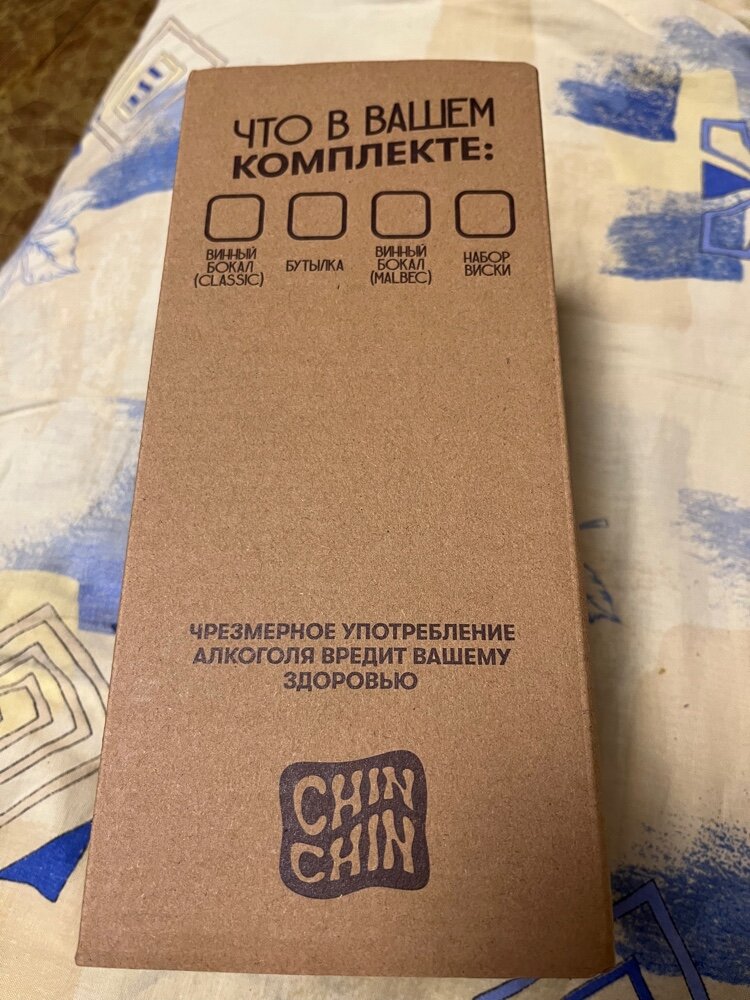 ЧТО В ВАШЕМ
КОМПЛЕКТЕ:
ВИННЫЙ
БОКАЛ
(CLASSIC)
БУТЫЛКА
ВИННЫЙ
БОКАЛ
(MALBEC)
НАБОР
ВИСКИ
ЧРЕЗМЕРНОЕ УПОТРЕБЛЕНИЕ
АЛКОГОЛЯ ВРЕДИТ ВАШЕМУ
ЗДОРОВЬЮ
CHIN
CHIN